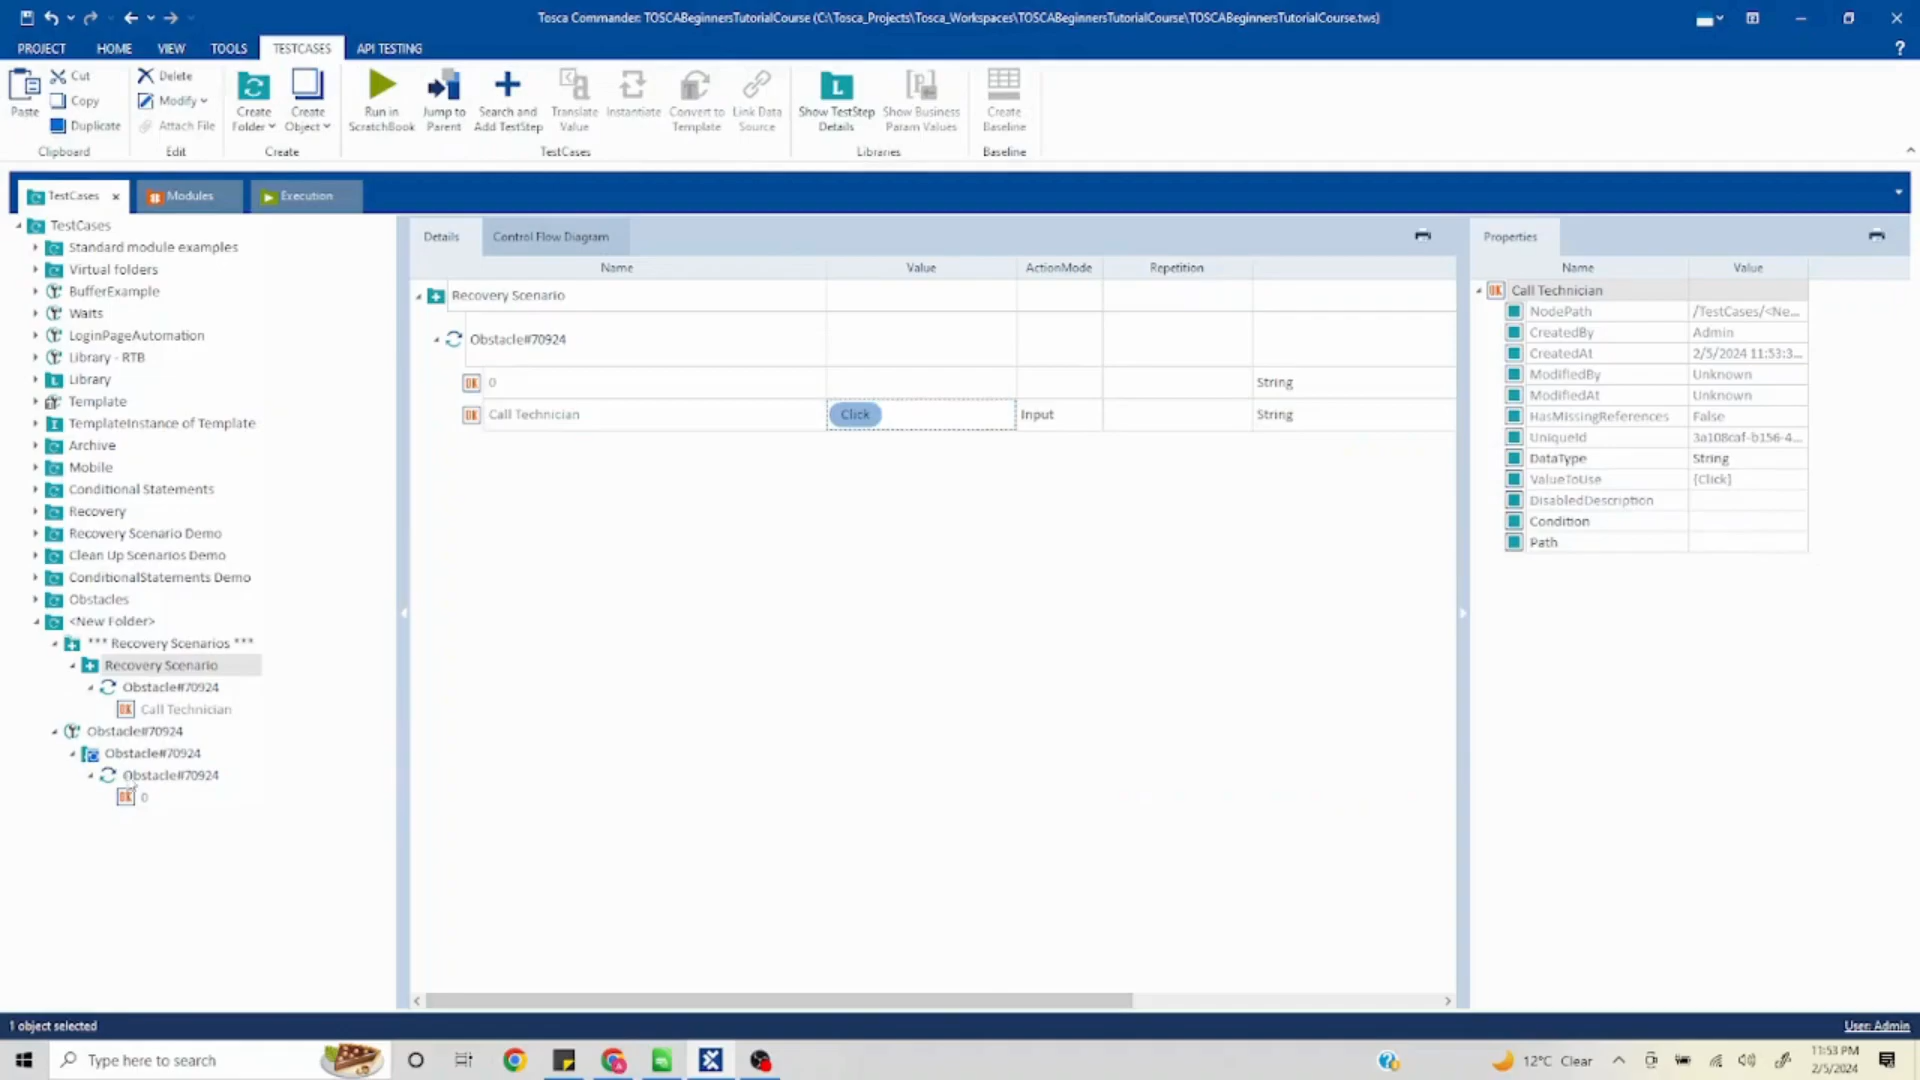 Tosca Commander: TOSCABeginnersTutorialCourse (C:\Tosca_Projects\Tosca_Workspaces\TOSCABeginnersTutorialCourse\TOSCABeginnersTutorialCourse.tws)
PROJECT HOME VIEW TOOLS TESTCASES API TESTING ?
Paste Cut Copy Duplicate Clipboard
Delete Modify Attach File Edit
Create Folder Create Object Create
Run in ScratchBook Jump to Parent Search and Add TestStep Translate Value Instantiate Convert to Template Link Data Source TestCases
Show TestStep Details Show Business Param Values Libraries
Create Baseline Baseline
TestCases x Modules Execution
TestCases
Standard module examples
Virtual folders
BufferExample
Waits
LoginPageAutomation
Library - RTB
Library
Template
TemplateInstance of Template
Archive
Mobile
Conditional Statements
Recovery
Recovery Scenario Demo
Clean Up Scenarios Demo
ConditionalStatements Demo
Obstacles
<New Folder>
*** Recovery Scenarios ***
Recovery Scenario
Obstacle#70924
Call Technician
Obstacle#70924
Obstacle#70924
Obstacle#70924
0
Details Control Flow Diagram
Name Value ActionMode Repetition
Recovery Scenario
Obstacle#70924
0 String
Call Technician Click Input String
Properties
Name Value
Call Technician
NodePath /TestCases/<Ne...
CreatedBy Admin
CreatedAt 2/5/2024 11:53:3...
ModifiedBy Unknown
ModifiedAt Unknown
HasMissingReferences False
UniqueId 3a108caf-b156-4...
DataType String
ValueToUse {Click}
DisabledDescription
Condition
Path
1 object selected User: Admin
Type here to search 12°C Clear 11:53 PM
2/5/2024